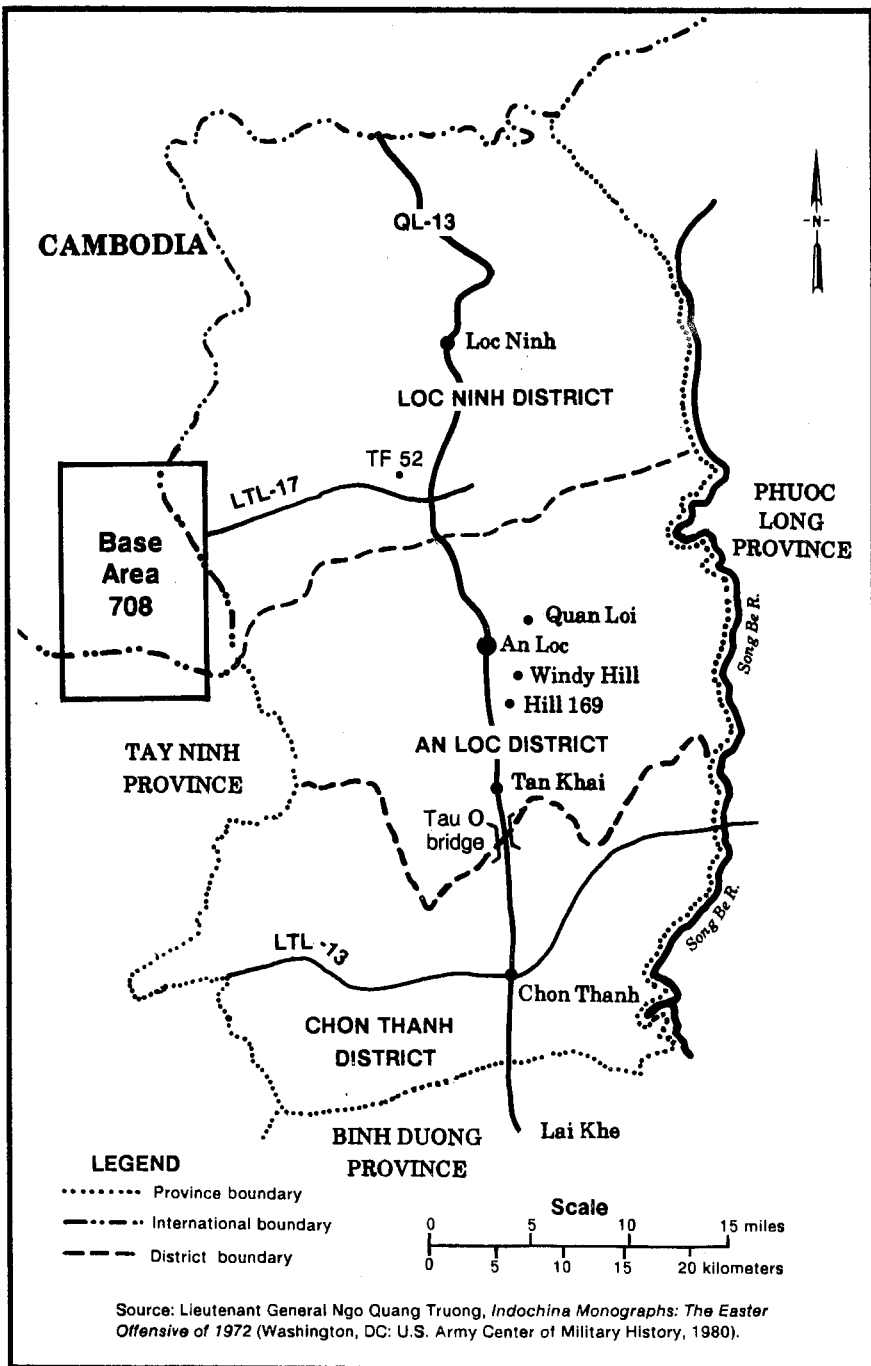 N
QL-13
CAMBODIA
Loc Ninh
LOC NINH DISTRICT
TF 52
LTL-17
PHUOC
LONG
PROVINCE
Base
Area
708
Quan Loi
Song Be R.
An Loc
Windy Hill
Hill 169
AN LOC DISTRICT
TAY NINH
PROVINCE
Tan Khai
Tau O
bridge
Song Be R.
LTL -13
Chon Thanh
CHON THANH
DISTRICT
Lai Khe
BINH DUONG
PROVINCE
LEGEND
Province boundary
International boundary
District boundary
Scale
0 5 10 15 miles
0 5 10 15 20 kilometers
Source: Lieutenant General Ngo Quang Truong, Indochina Monographs: The Easter
Offensive of 1972 (Washington, DC: U.S. Army Center of Military History, 1980).